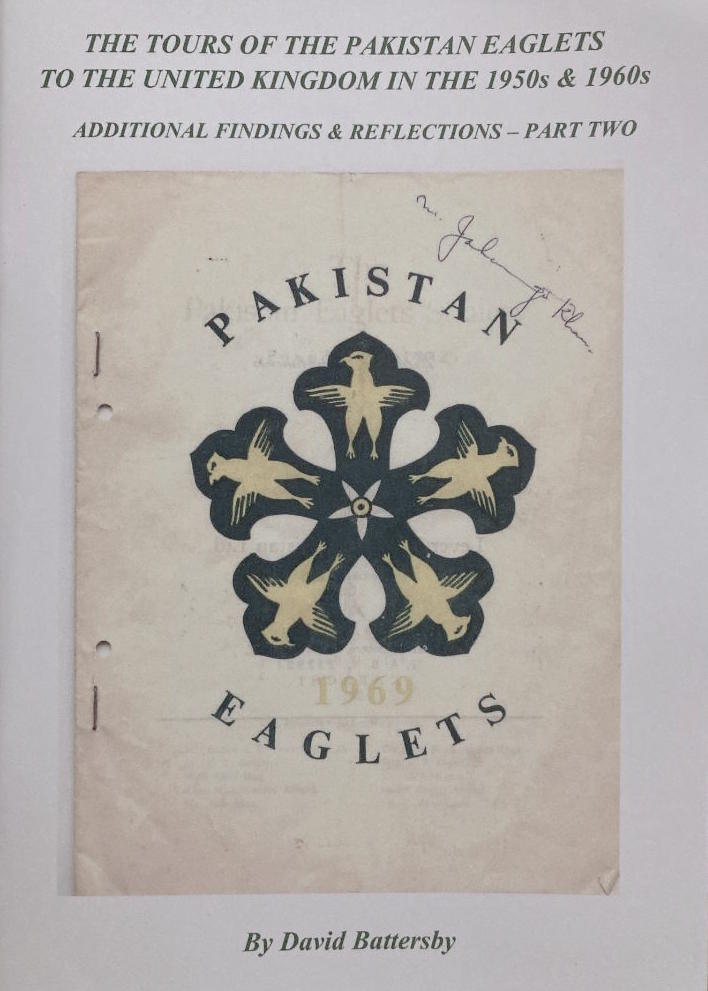 THE TOURS OF THE PAKISTAN EAGLETS
TO THE UNITED KINGDOM IN THE 1950s & 1960s
ADDITIONAL FINDINGS & REFLECTIONS – PART TWO
PAKISTAN
1969
EAGLETS
By David Battersby